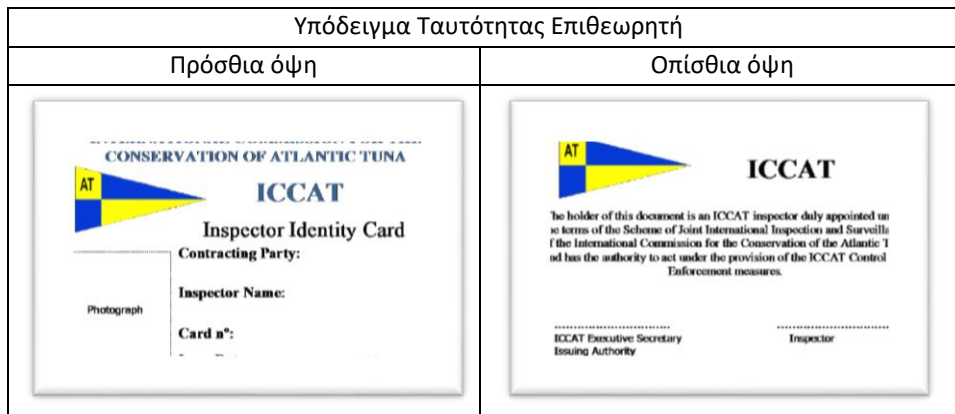 Υπόδειγμα Ταυτότητας Επιθεωρητή
Πρόσθια όψη
Οπίσθια όψη
CONSERVATION OF ATLANTIC TUNA
AT
ICCAT
Inspector Identity Card
Contracting Party:
Inspector Name:
Photograph
Card nº:
AT
ICCAT
he holder of this document is an ICCAT inspector duly appointed un
e terms of the Scheme of Joint International Inspection and Surveilla
f the International Commission for the Conservation of the Atlantic T
nd has the authority to act under the provision of the ICCAT Control
Enforcement measures.
ICCAT Executive Secretary
Inspector
Issuing Authority